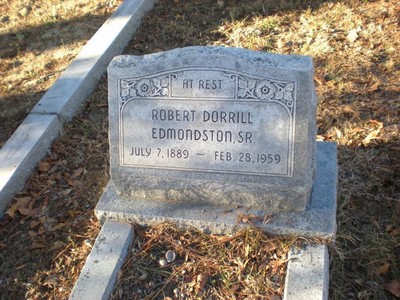 AT REST
ROBERT DORRILL
EDMONDSTON, SR.
JULY 7, 1889 — FEB. 28, 1959